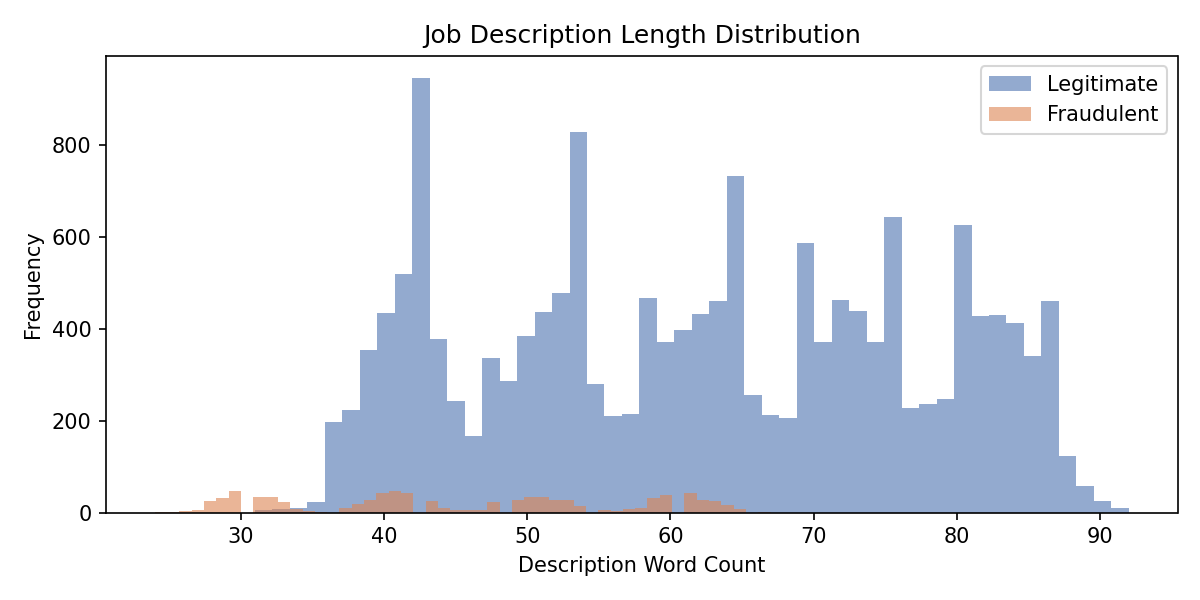 Job Description Length Distribution
Legitimate
Fraudulent
Frequency
800
600
400
200
0
30 40 50 60 70 80 90
Description Word Count